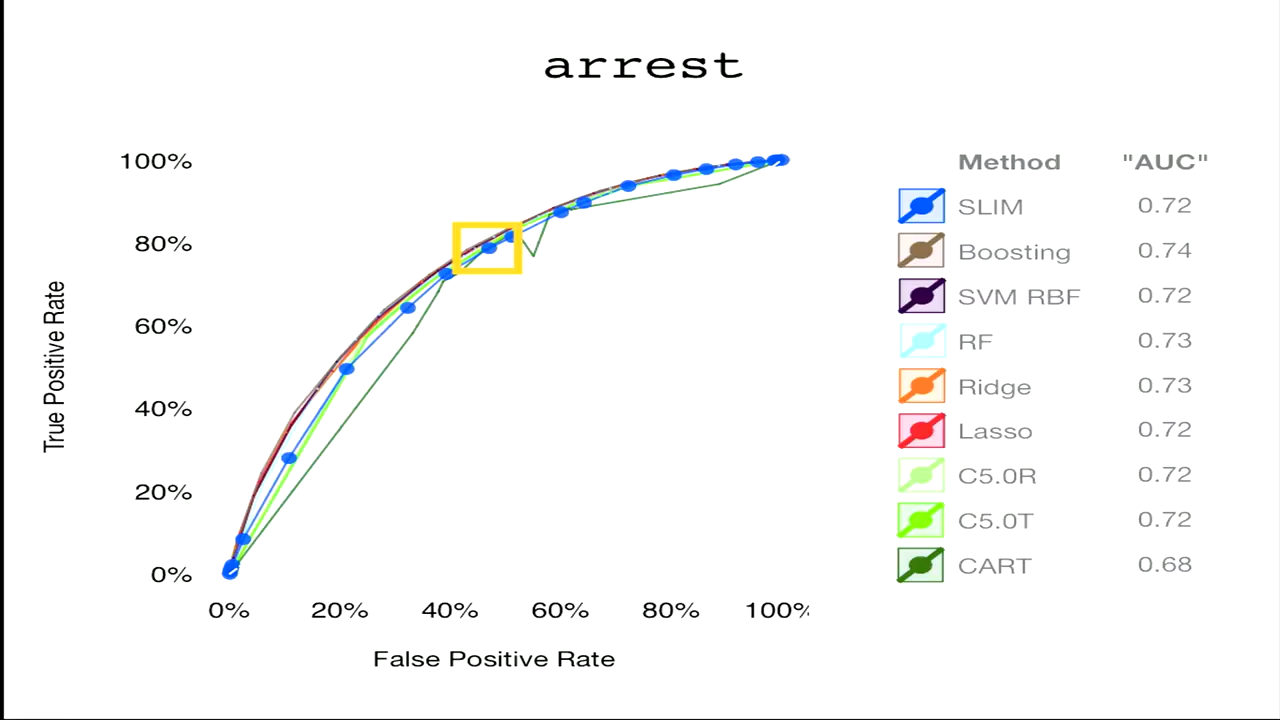 arrest
100%
80%
60%
40%
20%
0%
True Positive Rate
0% 20% 40% 60% 80% 100%
False Positive Rate
Method "AUC"
SLIM 0.72
Boosting 0.74
SVM RBF 0.72
RF 0.73
Ridge 0.73
Lasso 0.72
C5.0R 0.72
C5.0T 0.72
CART 0.68